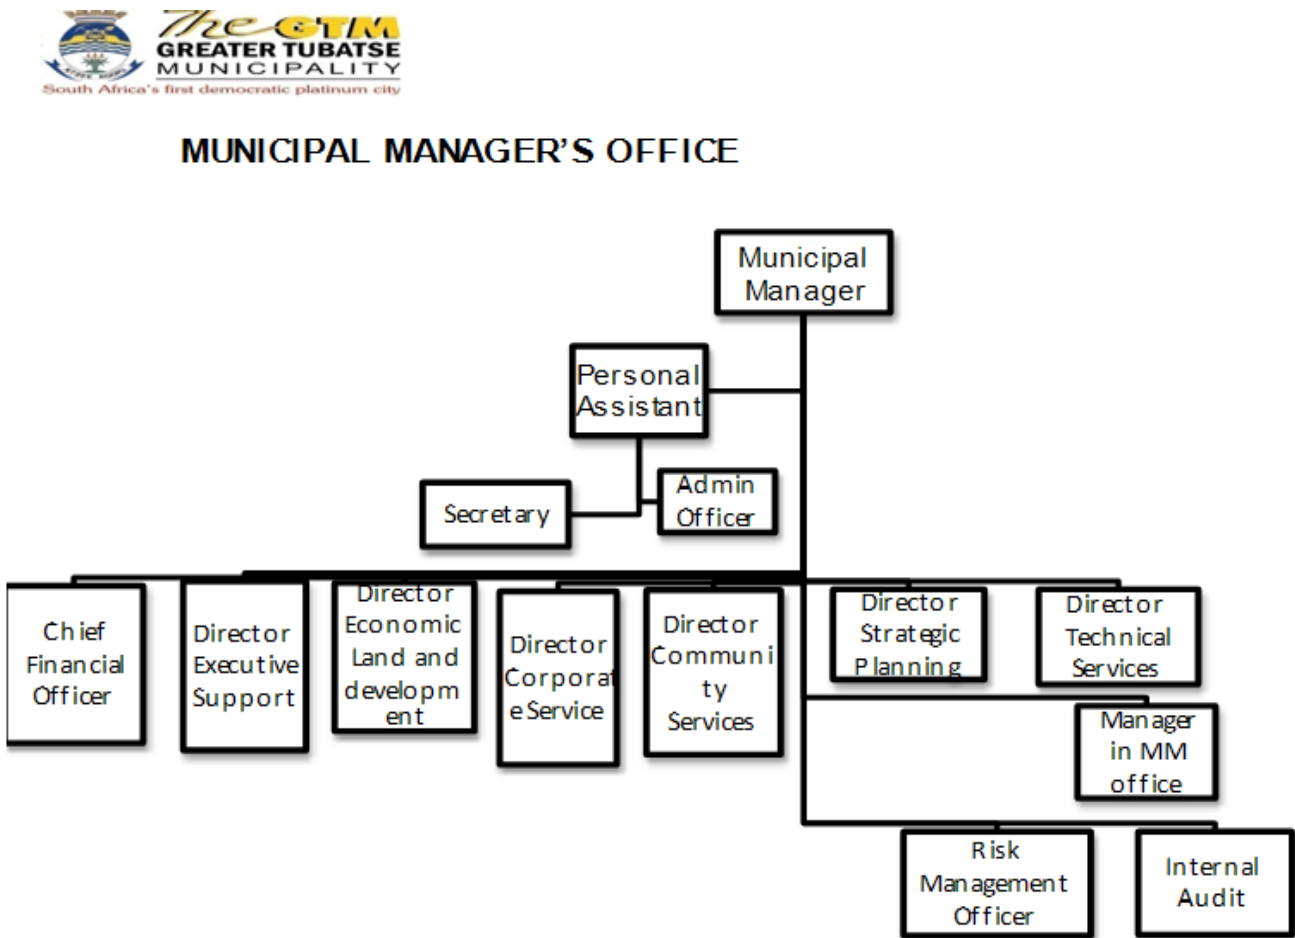 The GTM
GREATER TUBATSE
MUNICIPALITY
South Africa's first democratic platinum city
MUNICIPAL MANAGER'S OFFICE
Municipal
Manager
Personal
Assistant
Secretary
Admin
Officer
Chief
Financial
Officer
Director
Executive
Support
Director
Economic
Land and
developm
ent
Director
Corporat
e Service
Director
Communi
ty
Services
Director
Strategic
Planning
Director
Technical
Services
Manager
in MM
office
Risk
Management
Officer
Internal
Audit